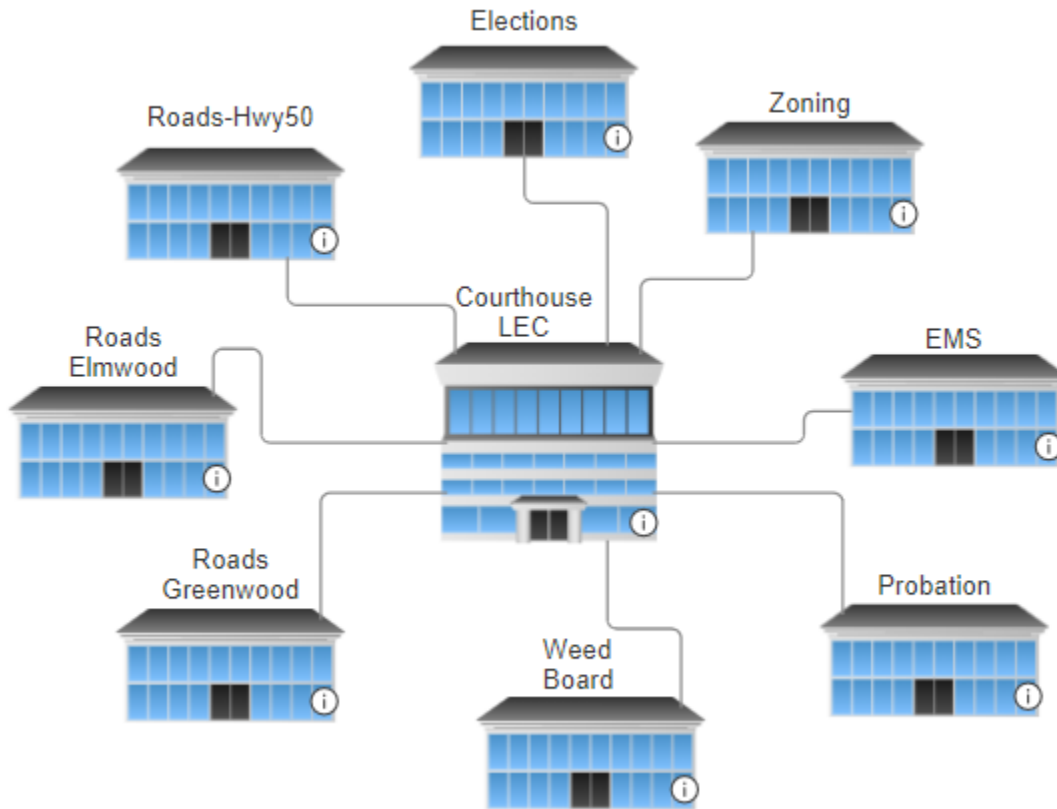 Elections
Roads-Hwy50
Zoning
Courthouse
LEC
Roads
Elmwood
EMS
Roads
Greenwood
Probation
Weed
Board